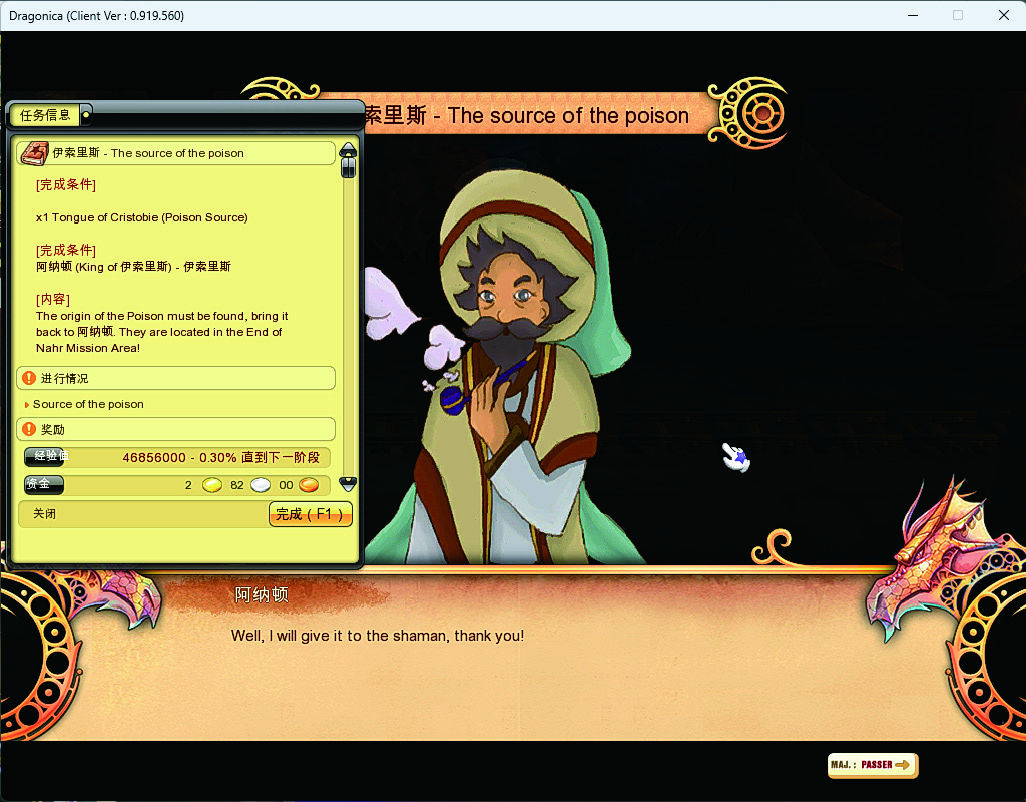 Dragonica (Client Ver : 0.919.560)
索里斯 - The source of the poison
任务信息
伊索里斯 - The source of the poison
[完成条件]
x1 Tongue of Cristobie (Poison Source)
[完成条件]
阿纳顿 (King of 伊索里斯) - 伊索里斯
[内容]
The origin of the Poison must be found, bring it
back to 阿纳顿. They are located in the End of
Nahr Mission Area!
进行情况
Source of the poison
奖励
经验值 46856000 - 0.30% 直到下一阶段
资金 2 82 00
关闭 完成 ( F1 )
阿纳顿
Well, I will give it to the shaman, thank you!
MAJ. : PASSER